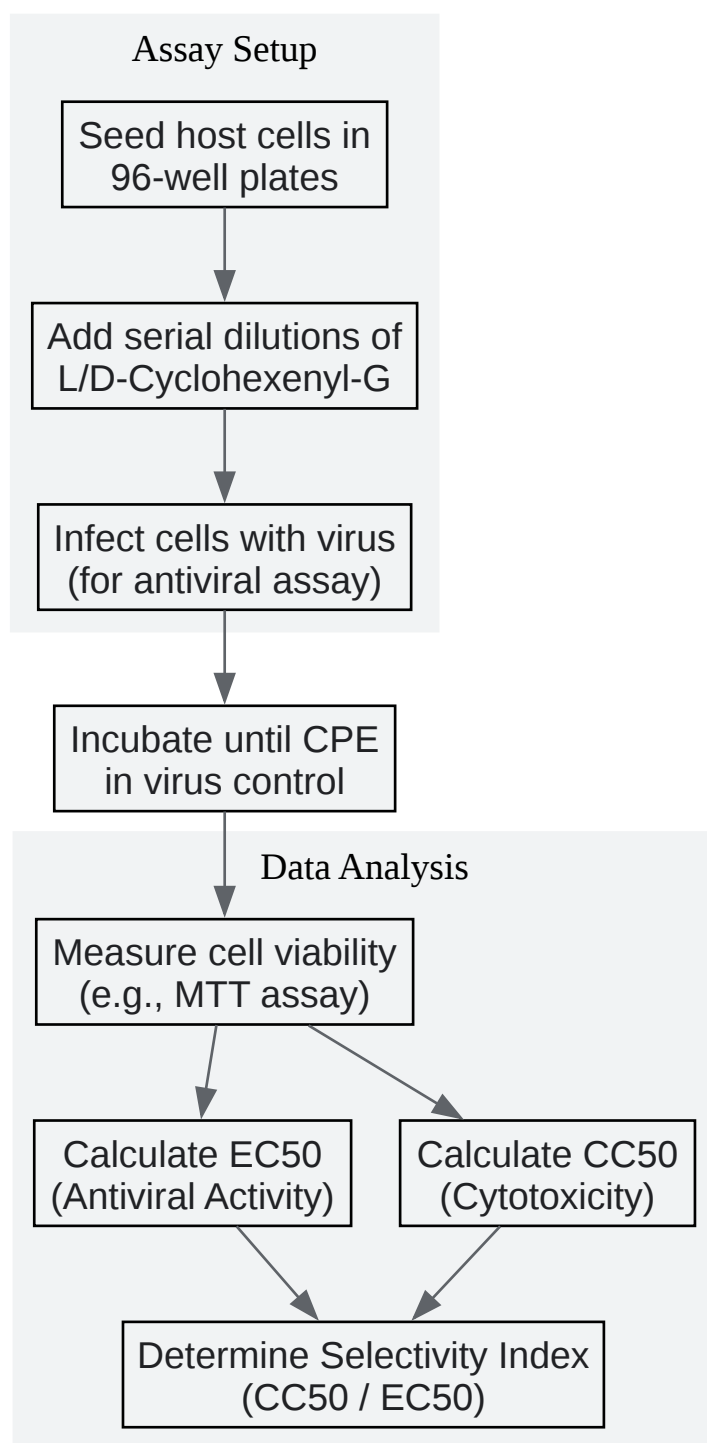 Assay Setup
Seed host cells in
96-well plates
Add serial dilutions of
L/D-Cyclohexenyl-G
Infect cells with virus
(for antiviral assay)
Incubate until CPE
in virus control
Data Analysis
Measure cell viability
(e.g., MTT assay)
Calculate EC50
(Antiviral Activity)
Calculate CC50
(Cytotoxicity)
Determine Selectivity Index
(CC50 / EC50)